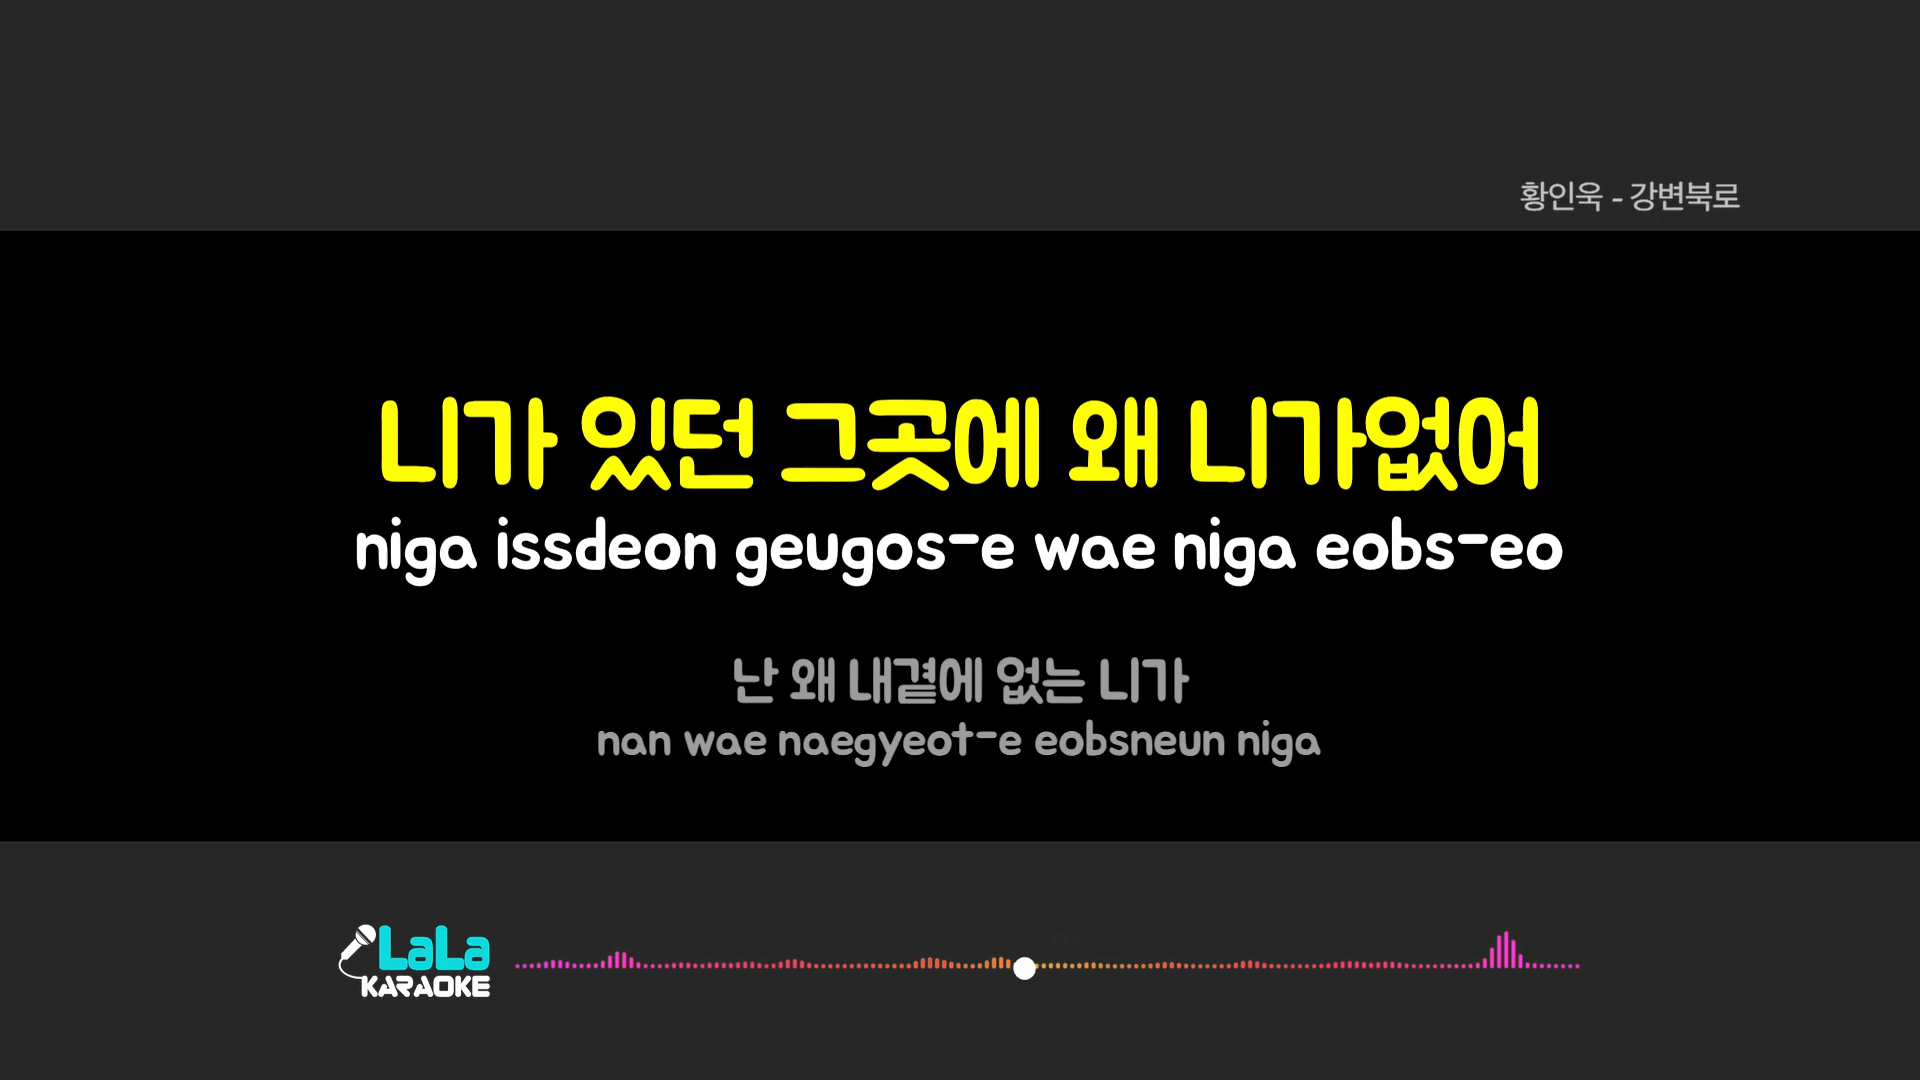 황인욱 - 강변북로
니가 있던 그곳에 왜 니가없어
niga issdeon geugos-e wae niga eobs-eo
난 왜 내곁에 없는 니가
nan wae naegyeot-e eobsneun niga
LaLa
KARAOKE